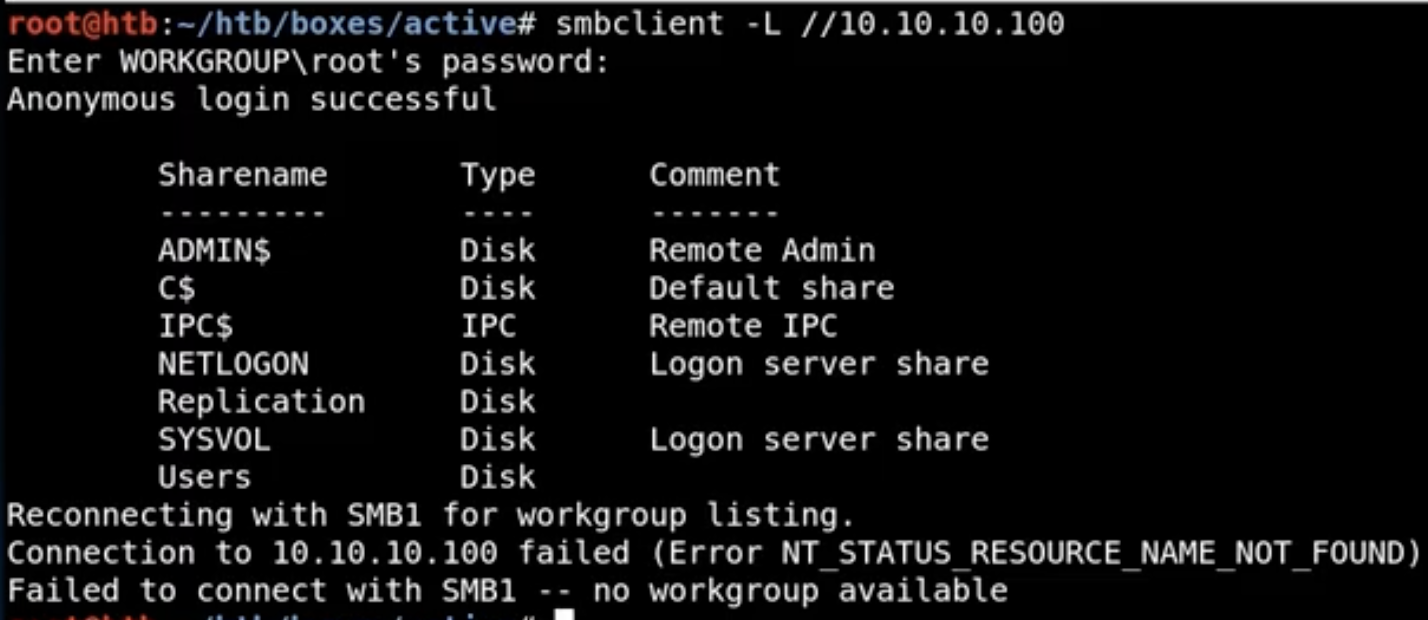 root@htb:~/htb/boxes/active# smbclient -L //10.10.10.100
Enter WORKGROUP\root's password:
Anonymous login successful
Sharename Type Comment
--------- ---- -------
ADMIN$ Disk Remote Admin
C$ Disk Default share
IPC$ IPC Remote IPC
NETLOGON Disk Logon server share
Replication Disk
SYSVOL Disk Logon server share
Users Disk
Reconnecting with SMB1 for workgroup listing.
Connection to 10.10.10.100 failed (Error NT_STATUS_RESOURCE_NAME_NOT_FOUND)
Failed to connect with SMB1 -- no workgroup available